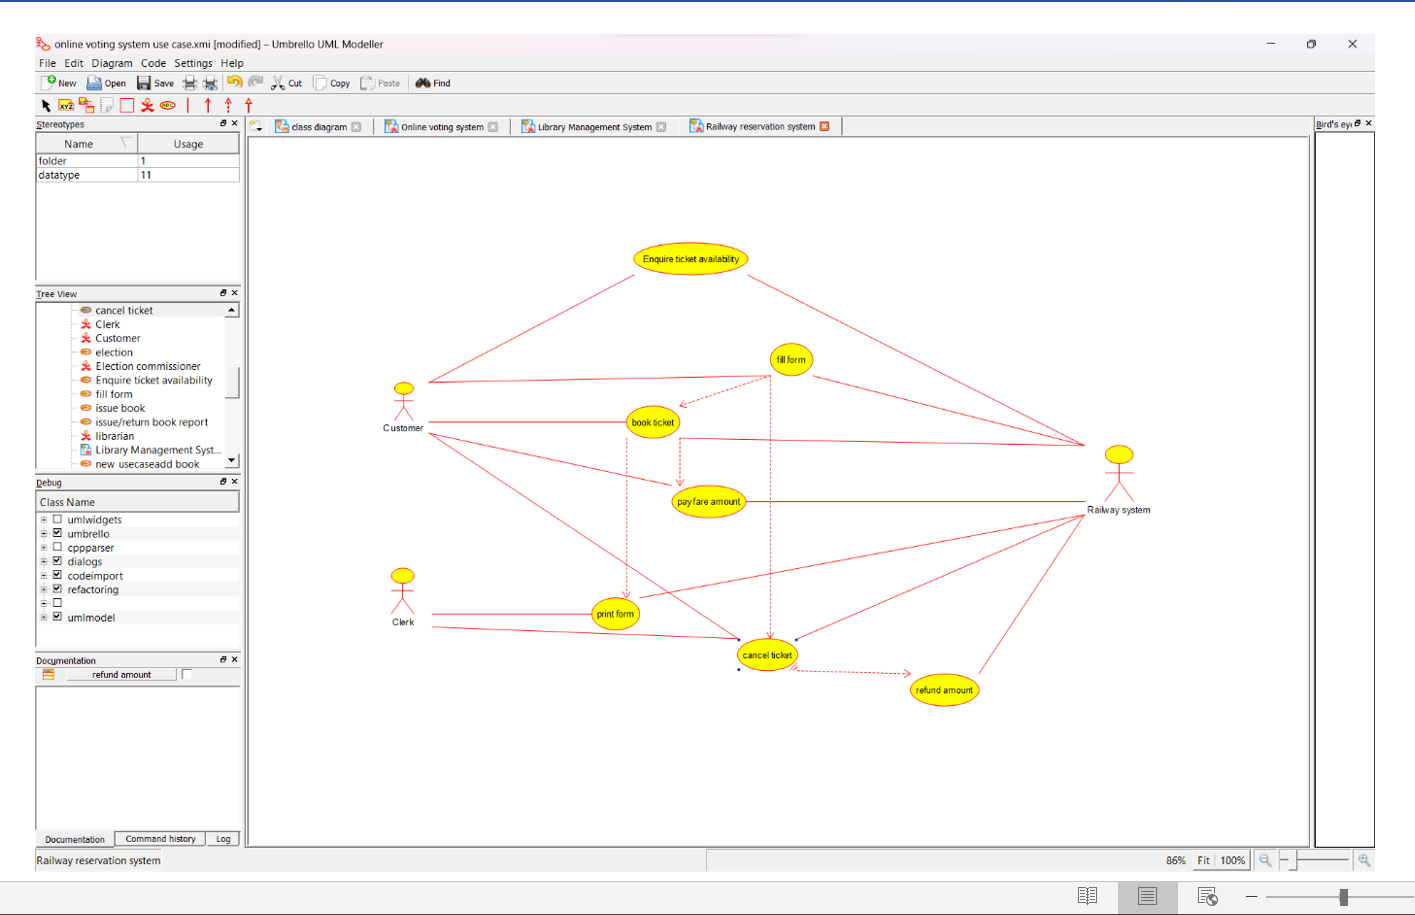 online voting system use case.xmi [modified] – Umbrello UML Modeller
File Edit Diagram Code Settings Help
New Open Save Cut Copy Paste Find
XYZ ABC
Stereotypes
class diagram Online voting system Library Management System Railway reservation system
Bird's eye
Name Usage
folder 1
datatype 11
Tree View
cancel ticket
Clerk
Customer
election
Election commissioner
Enquire ticket availability
fill form
issue book
issue/return book report
librarian
Library Management Syst...
new usecaseadd book
Debug
Class Name
umlwidgets
umbrello
cppparser
dialogs
codeimport
refactoring
umlmodel
Documentation
refund amount
Documentation Command history Log
Enquire ticket availability
fill form
Customer
book ticket
pay fare amount
Railway system
Clerk
print form
cancel ticket
refund amount
Railway reservation system
86% Fit 100%